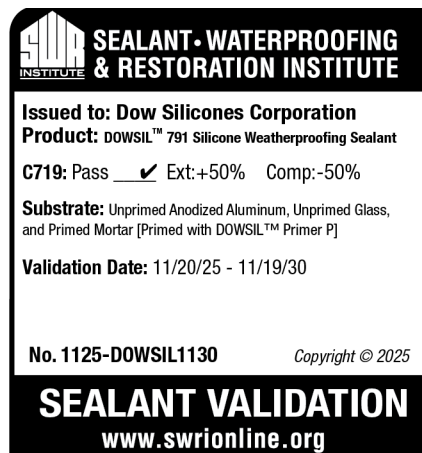 SWR
INSTITUTE
SEALANT • WATERPROOFING
& RESTORATION INSTITUTE
Issued to: Dow Silicones Corporation
Product: DOWSIL™ 791 Silicone Weatherproofing Sealant
C719: Pass ___✔ Ext:+50% Comp:-50%
Substrate: Unprimed Anodized Aluminum, Unprimed Glass,
and Primed Mortar [Primed with DOWSIL™ Primer P]
Validation Date: 11/20/25 - 11/19/30
No. 1125-DOWSIL1130 Copyright © 2025
SEALANT VALIDATION
www.swrionline.org